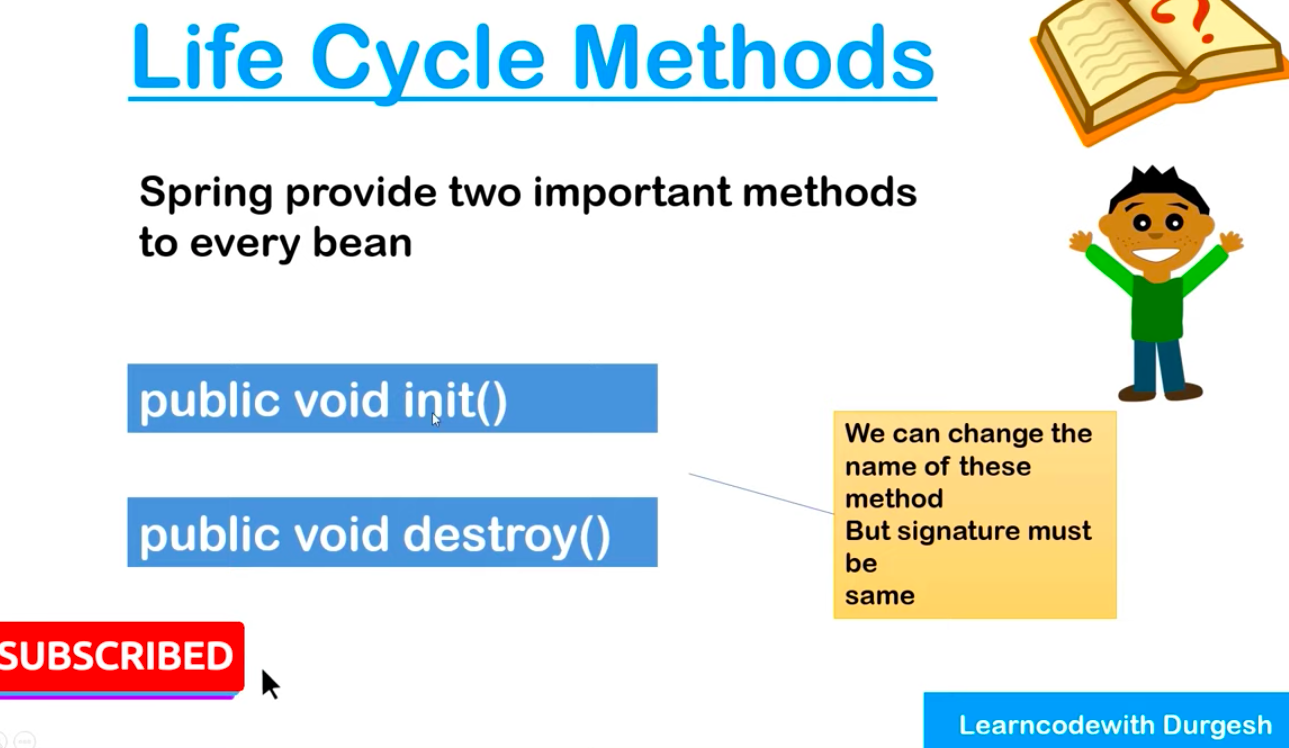 Life Cycle Methods
Spring provide two important methods
to every bean
public void init()
public void destroy()
We can change the
name of these
method
But signature must
be
same
SUBSCRIBED
Learncodewith Durgesh